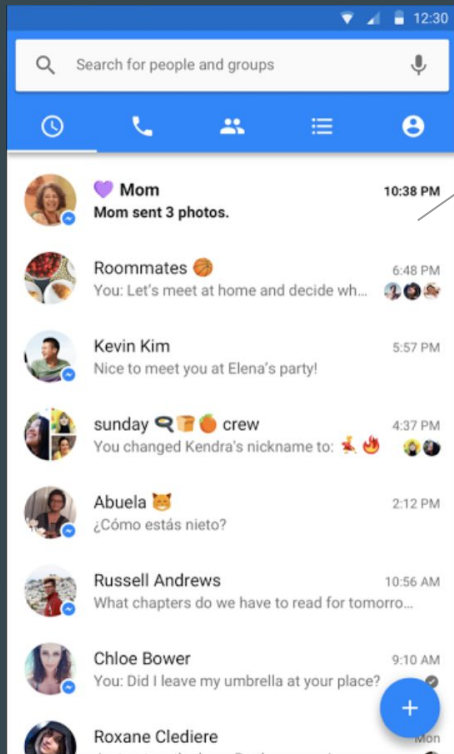 12:30
Search for people and groups
💜 Mom
10:38 PM
Mom sent 3 photos.
Roommates 🏀
6:48 PM
You: Let's meet at home and decide wh...
Kevin Kim
5:57 PM
Nice to meet you at Elena's party!
sunday 🍳🍞🍊 crew
4:37 PM
You changed Kendra's nickname to: 💃🔥
Abuela 😸
2:12 PM
¿Cómo estás nieto?
Russell Andrews
10:56 AM
What chapters do we have to read for tomorro...
Chloe Bower
9:10 AM
You: Did I leave my umbrella at your place?
Roxane Clediere
Mon